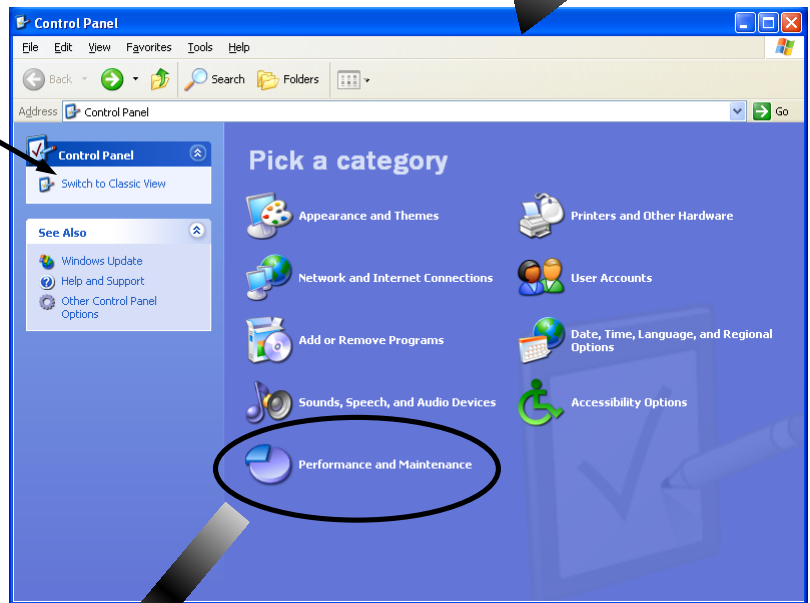 Control Panel
File Edit View Favorites Tools Help
Back Search Folders
Address Control Panel Go
Control Panel
Switch to Classic View
See Also
Windows Update
Help and Support
Other Control Panel
Options
Pick a category
Appearance and Themes
Printers and Other Hardware
Network and Internet Connections
User Accounts
Add or Remove Programs
Date, Time, Language, and Regional
Options
Sounds, Speech, and Audio Devices
Accessibility Options
Performance and Maintenance